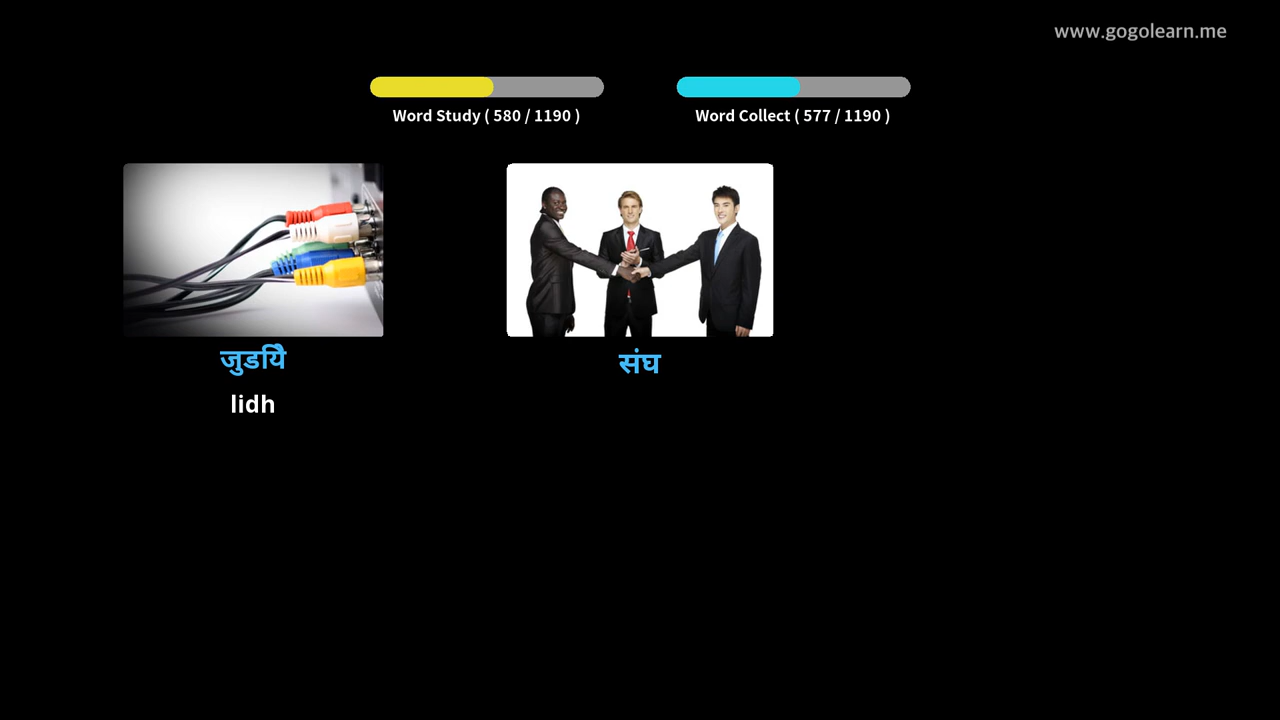 www.gogolearn.me
Word Study ( 580 / 1190 )
Word Collect ( 577 / 1190 )
जुडयिे
संघ
lidh